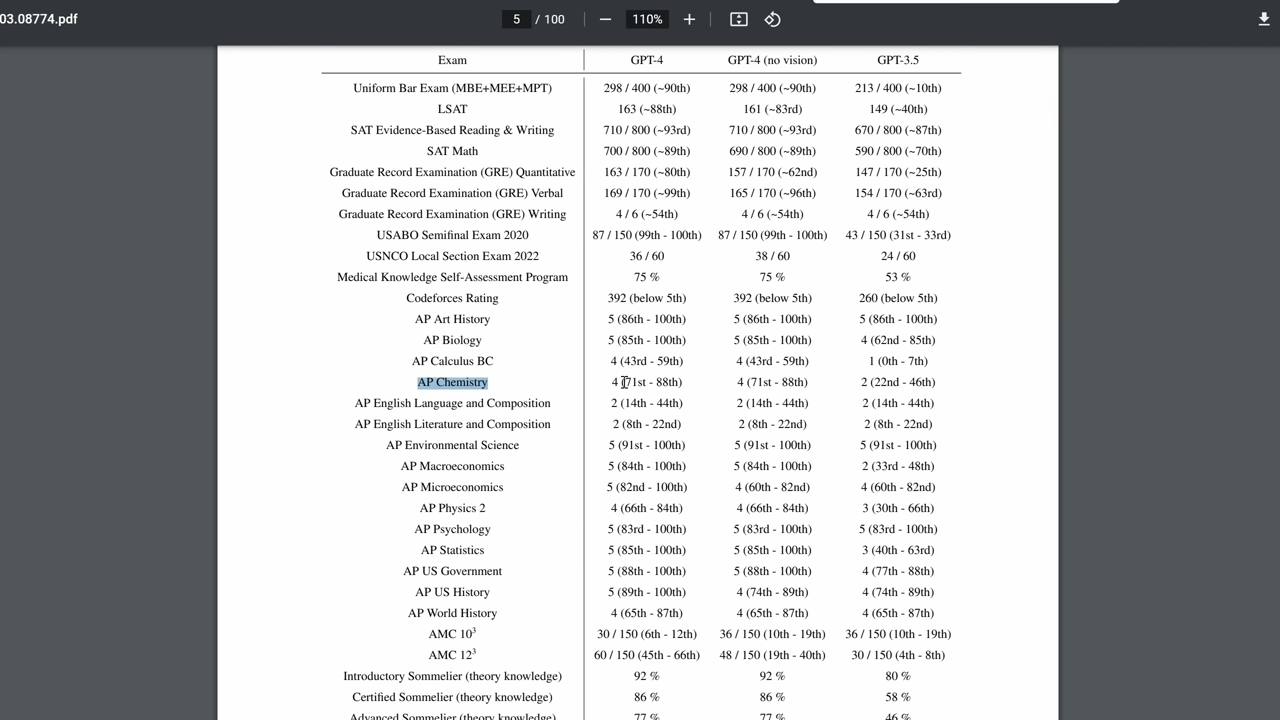 03.08774.pdf
5 / 100
110%
Exam GPT-4 GPT-4 (no vision) GPT-3.5
Uniform Bar Exam (MBE+MEE+MPT) 298 / 400 (~90th) 298 / 400 (~90th) 213 / 400 (~10th)
LSAT 163 (~88th) 161 (~83rd) 149 (~40th)
SAT Evidence-Based Reading & Writing 710 / 800 (~93rd) 710 / 800 (~93rd) 670 / 800 (~87th)
SAT Math 700 / 800 (~89th) 690 / 800 (~89th) 590 / 800 (~70th)
Graduate Record Examination (GRE) Quantitative 163 / 170 (~80th) 157 / 170 (~62nd) 147 / 170 (~25th)
Graduate Record Examination (GRE) Verbal 169 / 170 (~99th) 165 / 170 (~96th) 154 / 170 (~63rd)
Graduate Record Examination (GRE) Writing 4 / 6 (~54th) 4 / 6 (~54th) 4 / 6 (~54th)
USABO Semifinal Exam 2020 87 / 150 (99th - 100th) 87 / 150 (99th - 100th) 43 / 150 (31st - 33rd)
USNCO Local Section Exam 2022 36 / 60 38 / 60 24 / 60
Medical Knowledge Self-Assessment Program 75 % 75 % 53 %
Codeforces Rating 392 (below 5th) 392 (below 5th) 260 (below 5th)
AP Art History 5 (86th - 100th) 5 (86th - 100th) 5 (86th - 100th)
AP Biology 5 (85th - 100th) 5 (85th - 100th) 4 (62nd - 85th)
AP Calculus BC 4 (43rd - 59th) 4 (43rd - 59th) 1 (0th - 7th)
AP Chemistry 4 (71st - 88th) 4 (71st - 88th) 2 (22nd - 46th)
AP English Language and Composition 2 (14th - 44th) 2 (14th - 44th) 2 (14th - 44th)
AP English Literature and Composition 2 (8th - 22nd) 2 (8th - 22nd) 2 (8th - 22nd)
AP Environmental Science 5 (91st - 100th) 5 (91st - 100th) 5 (91st - 100th)
AP Macroeconomics 5 (84th - 100th) 5 (84th - 100th) 2 (33rd - 48th)
AP Microeconomics 5 (82nd - 100th) 4 (60th - 82nd) 4 (60th - 82nd)
AP Physics 2 4 (66th - 84th) 4 (66th - 84th) 3 (30th - 66th)
AP Psychology 5 (83rd - 100th) 5 (83rd - 100th) 5 (83rd - 100th)
AP Statistics 5 (85th - 100th) 5 (85th - 100th) 3 (40th - 63rd)
AP US Government 5 (88th - 100th) 5 (88th - 100th) 4 (77th - 88th)
AP US History 5 (89th - 100th) 4 (74th - 89th) 4 (74th - 89th)
AP World History 4 (65th - 87th) 4 (65th - 87th) 4 (65th - 87th)
AMC 10³ 30 / 150 (6th - 12th) 36 / 150 (10th - 19th) 36 / 150 (10th - 19th)
AMC 12³ 60 / 150 (45th - 66th) 48 / 150 (19th - 40th) 30 / 150 (4th - 8th)
Introductory Sommelier (theory knowledge) 92 % 92 % 80 %
Certified Sommelier (theory knowledge) 86 % 86 % 58 %
Advanced Sommelier (theory knowledge) 77 % 77 % 46 %